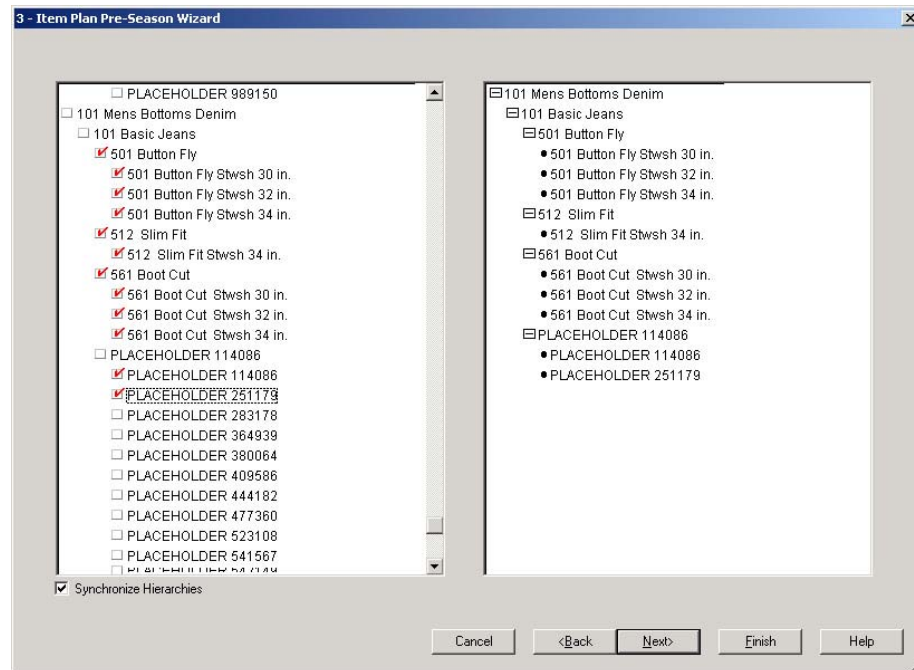 3 - Item Plan Pre-Season Wizard
PLACEHOLDER 989150
101 Mens Bottoms Denim
101 Basic Jeans
501 Button Fly
501 Button Fly Stwsh 30 in.
501 Button Fly Stwsh 32 in.
501 Button Fly Stwsh 34 in.
512 Slim Fit
512 Slim Fit Stwsh 34 in.
561 Boot Cut
561 Boot Cut Stwsh 30 in.
561 Boot Cut Stwsh 32 in.
561 Boot Cut Stwsh 34 in.
PLACEHOLDER 114086
PLACEHOLDER 114086
PLACEHOLDER 251179
PLACEHOLDER 283178
PLACEHOLDER 364939
PLACEHOLDER 380064
PLACEHOLDER 409586
PLACEHOLDER 444182
PLACEHOLDER 477360
PLACEHOLDER 523108
PLACEHOLDER 541567
PLACEHOLDER 547149
101 Mens Bottoms Denim
101 Basic Jeans
501 Button Fly
501 Button Fly Stwsh 30 in.
501 Button Fly Stwsh 32 in.
501 Button Fly Stwsh 34 in.
512 Slim Fit
512 Slim Fit Stwsh 34 in.
561 Boot Cut
561 Boot Cut Stwsh 30 in.
561 Boot Cut Stwsh 32 in.
561 Boot Cut Stwsh 34 in.
PLACEHOLDER 114086
PLACEHOLDER 114086
PLACEHOLDER 251179
Synchronize Hierarchies
Cancel <Back Next> Finish Help